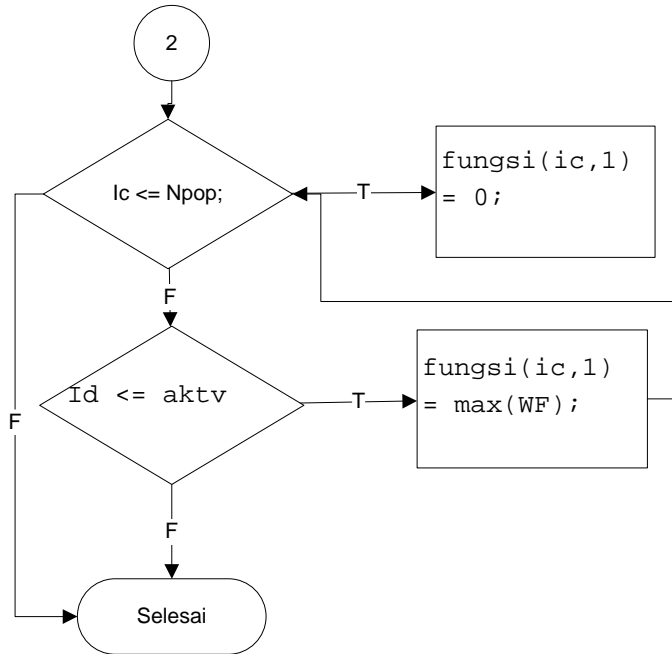 2
Ic <= Npop;
T
fungsi(ic,1)
= 0;
F
Id <= aktv
T
fungsi(ic,1)
= max(WF);
F
F
Selesai